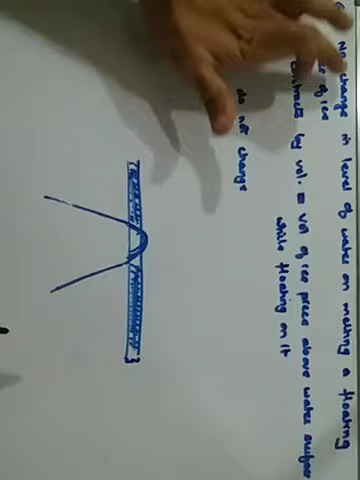 No change in level of water on melting a floating
of ice
contracts by vol. = vol of ice piece above water surface
while floating on it
do not change